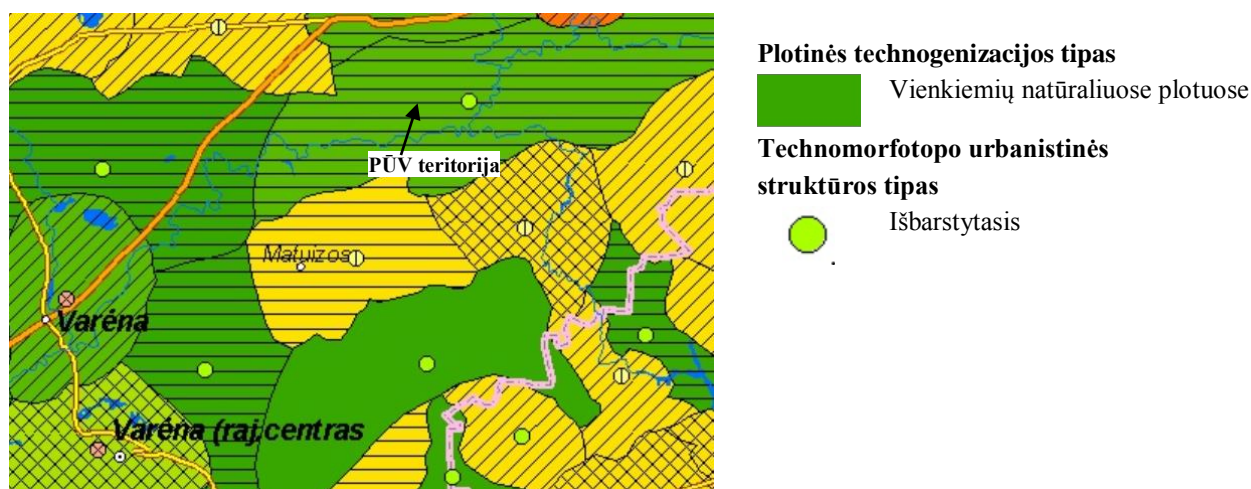 PŪV teritorija
Matuizos
Varėna
Varėna (raj.centras
Plotinės technogenizacijos tipas
Vienkiemių natūraliuose plotuose
Technomorfotopo urbanistinės
struktūros tipas
Išbarstytasis
.